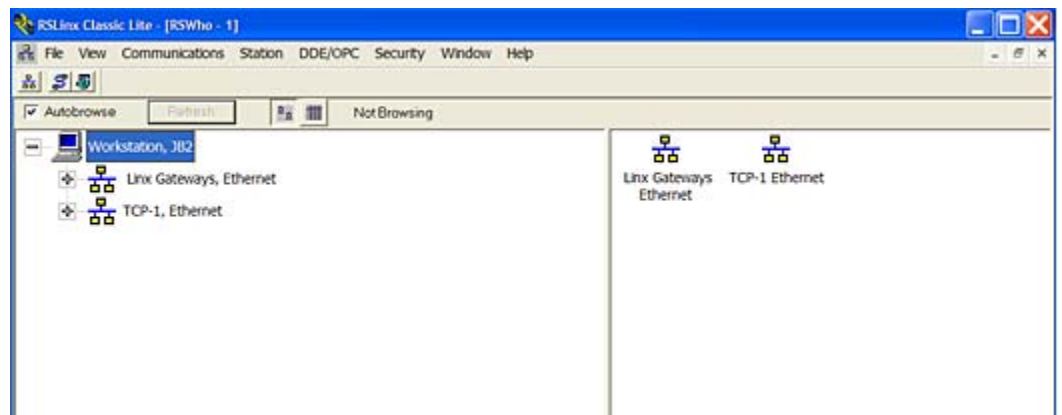 RSLinx Classic Lite - [RSWho - 1]
File View Communications Station DDE/OPC Security Window Help
Autobrowse Refresh Not Browsing
Workstation, JB2
Linx Gateways, Ethernet
TCP-1, Ethernet
Linx Gateways Ethernet
TCP-1 Ethernet